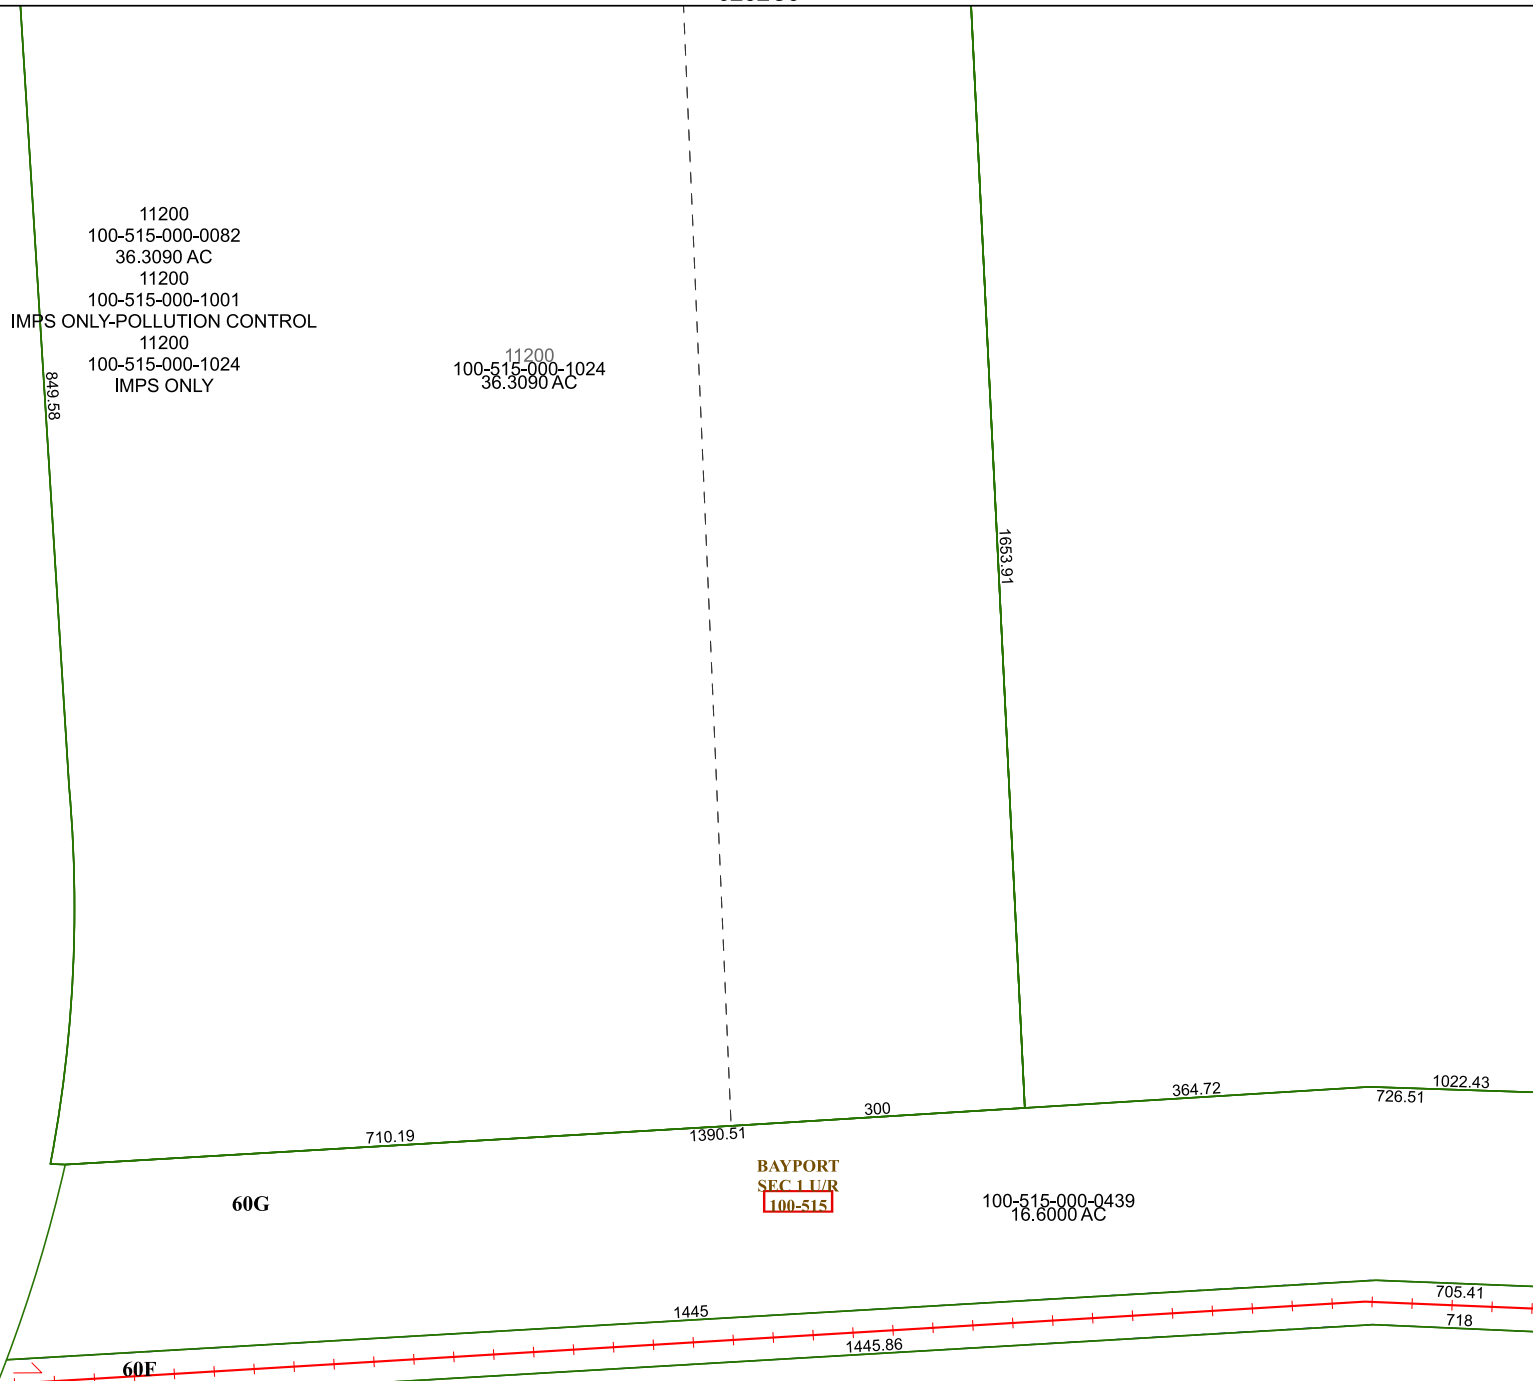 11200
100-515-000-0082
36.3090 AC
11200
100-515-000-1001
IMPS ONLY-POLLUTION CONTROL
11200
100-515-000-1024
IMPS ONLY
11200
100-515-000-1024
36.3090 AC
849.58
1653.91
710.19
1390.51
300
364.72
1022.43
726.51
BAYPORT
SEC 1 U/R
100-515
60G
100-515-000-0439
16.6000 AC
1445
705.41
718
1445.86
60F